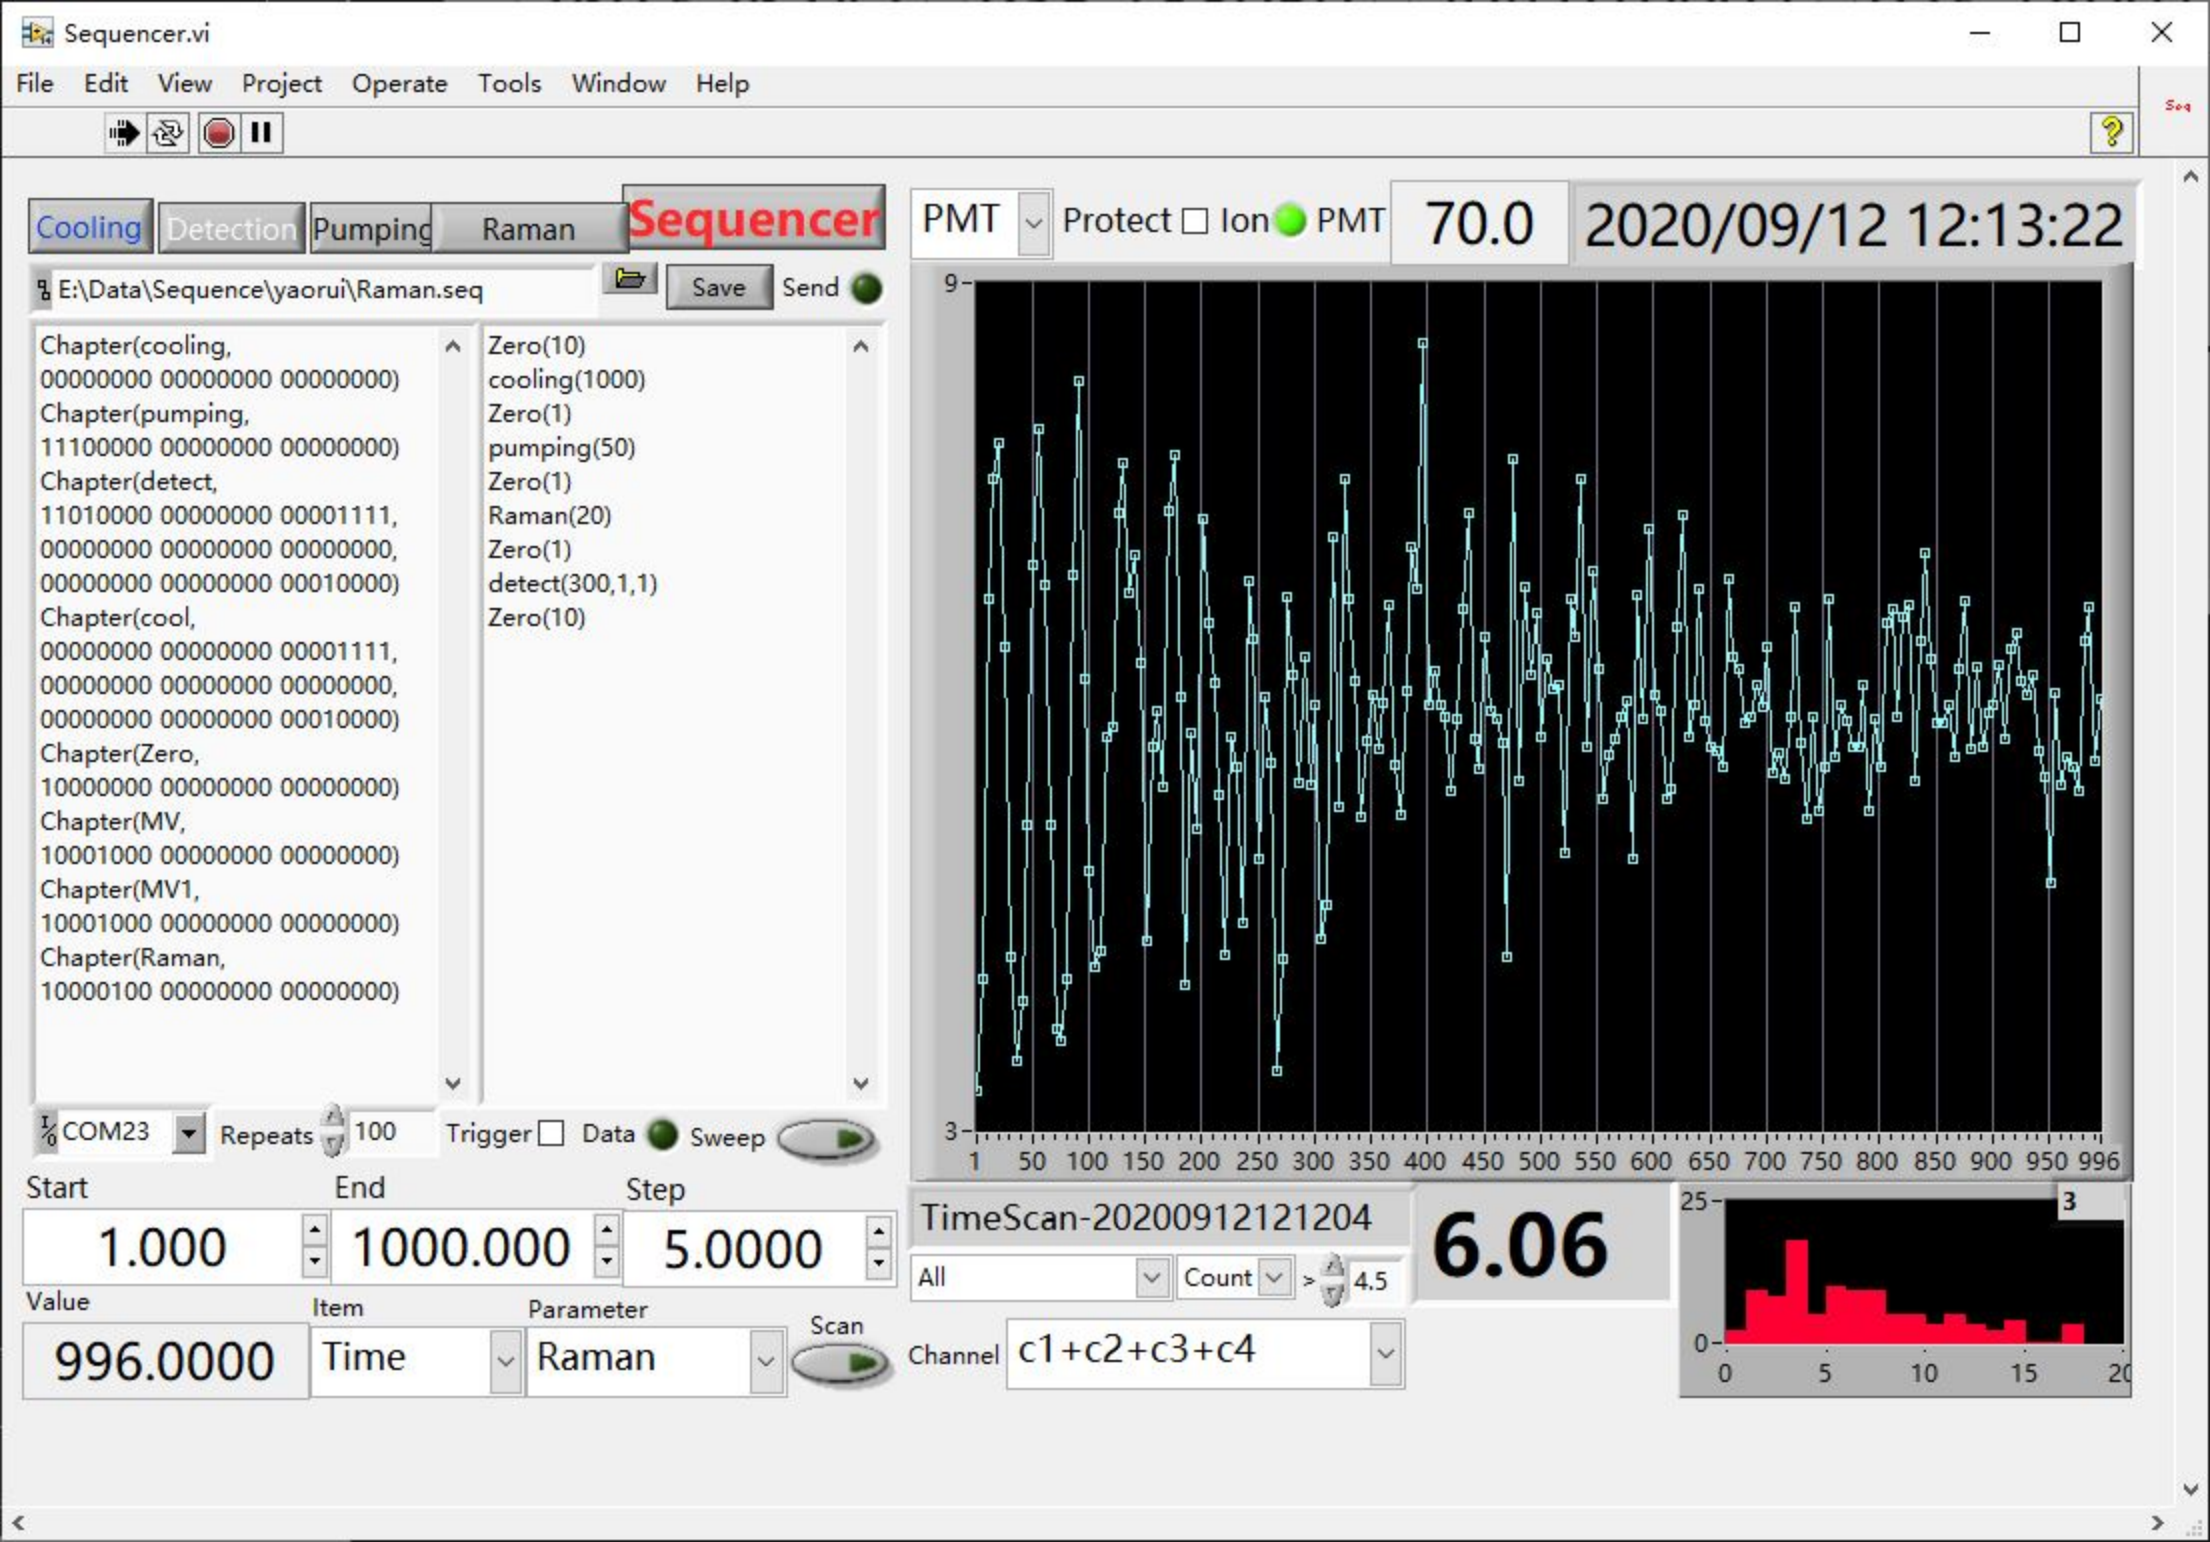 Sequencer.vi
File Edit View Project Operate Tools Window Help
Seq
Cooling Detection Pumping Raman Sequencer
E:\Data\Sequence\yaorui\Raman.seq Save Send
Chapter(cooling,
00000000 00000000 00000000)
Chapter(pumping,
11100000 00000000 00000000)
Chapter(detect,
11010000 00000000 00001111,
00000000 00000000 00000000,
00000000 00000000 00010000)
Chapter(cool,
00000000 00000000 00001111,
00000000 00000000 00000000,
00000000 00000000 00010000)
Chapter(Zero,
10000000 00000000 00000000)
Chapter(MV,
10001000 00000000 00000000)
Chapter(MV1,
10001000 00000000 00000000)
Chapter(Raman,
10000100 00000000 00000000)
Zero(10)
cooling(1000)
Zero(1)
pumping(50)
Zero(1)
Raman(20)
Zero(1)
detect(300,1,1)
Zero(10)
COM23 Repeats 100 Trigger Data Sweep
Start End Step
1.000 1000.000 5.0000
Value Item Parameter Scan
996.0000 Time Raman
PMT Protect Ion PMT 70.0 2020/09/12 12:13:22
9
3
1 50 100 150 200 250 300 350 400 450 500 550 600 650 700 750 800 850 900 950 996
TimeScan-20200912121204 6.06
All Count > 4.5
Channel c1+c2+c3+c4
25 3
0
0 5 10 15 20